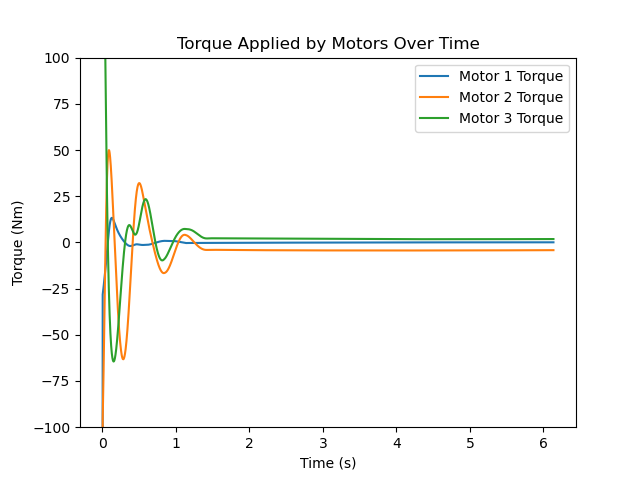 Torque Applied by Motors Over Time
Motor 1 Torque
Motor 2 Torque
Motor 3 Torque
Torque (Nm)
100
75
50
25
0
−25
−50
−75
−100
0 1 2 3 4 5 6
Time (s)